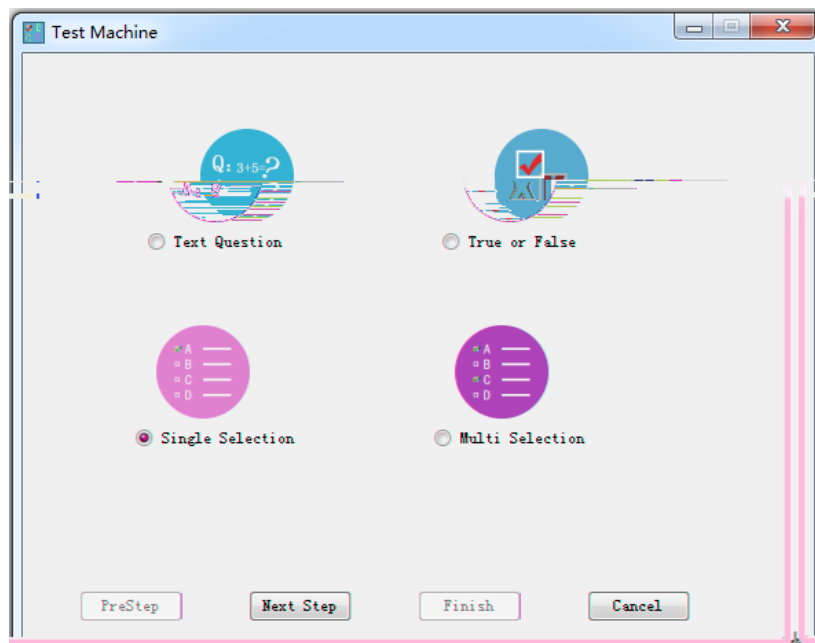 Test Machine
Q: 3+5=?
Text Question
True or False
A
B
C
D
A
B
C
D
Single Selection
Multi Selection
PreStep
Next Step
Finish
Cancel